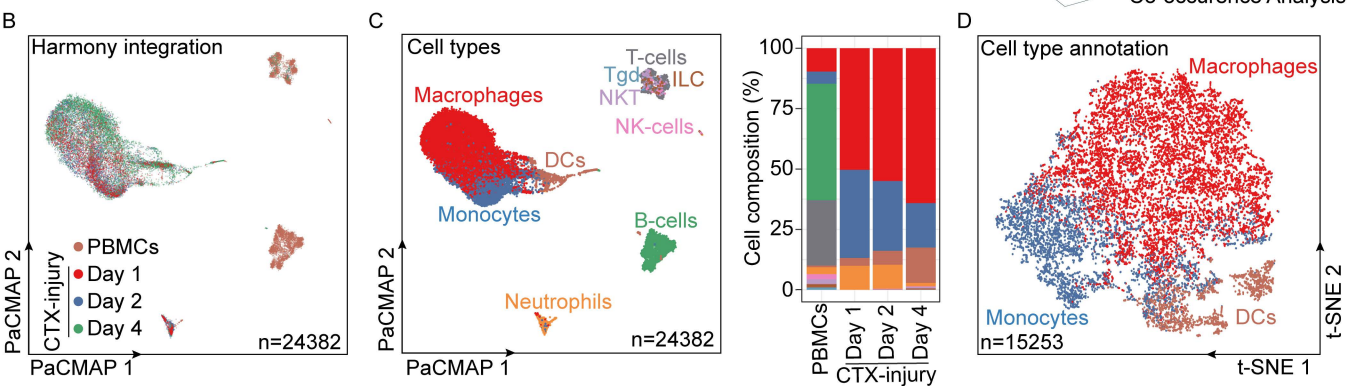 Co-occurence Analysis
B
Harmony integration
PBMCs
CTX-injury
Day 1
Day 2
Day 4
n=24382
PaCMAP 2
PaCMAP 1
C
Cell types
T-cells
Tgd
ILC
NKT
Macrophages
NK-cells
DCs
Monocytes
B-cells
Neutrophils
n=24382
PaCMAP 2
PaCMAP 1
Cell composition (%)
100
75
50
25
0
PBMCs
Day 1
Day 2
Day 4
CTX-injury
D
Cell type annotation
Macrophages
Monocytes
DCs
n=15253
t-SNE 2
t-SNE 1